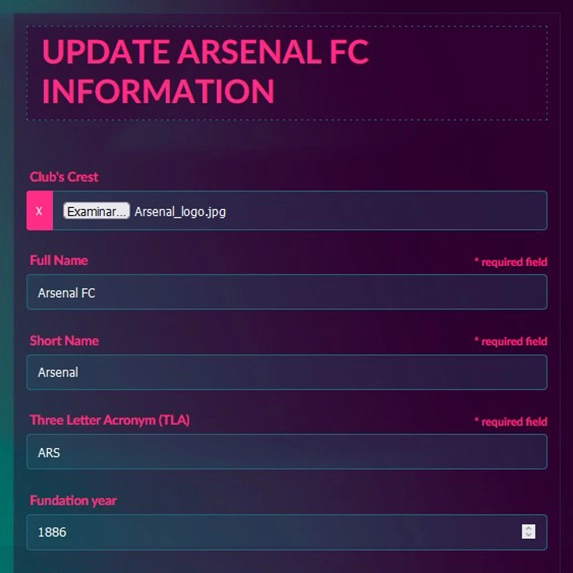 UPDATE ARSENAL FC
INFORMATION
Club's Crest
X Examinar... Arsenal_logo.jpg
Full Name * required field
Arsenal FC
Short Name * required field
Arsenal
Three Letter Acronym (TLA) * required field
ARS
Fundation year
1886